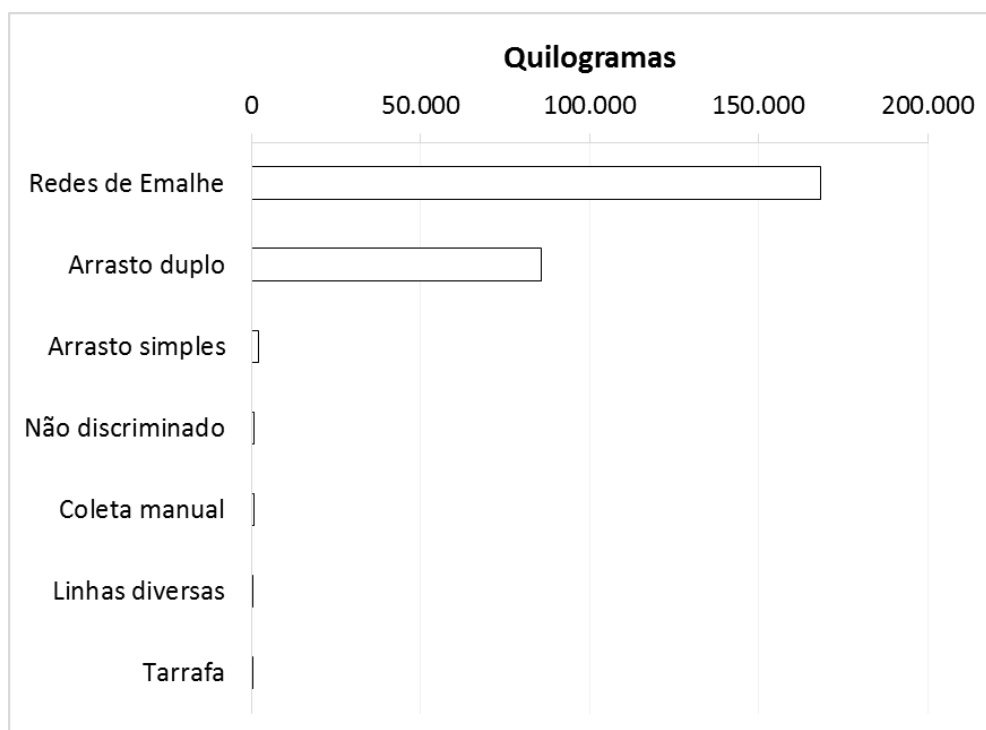 Quilogramas
0 50.000 100.000 150.000 200.000
Redes de Emalhe
Arrasto duplo
Arrasto simples
Não discriminado
Coleta manual
Linhas diversas
Tarrafa